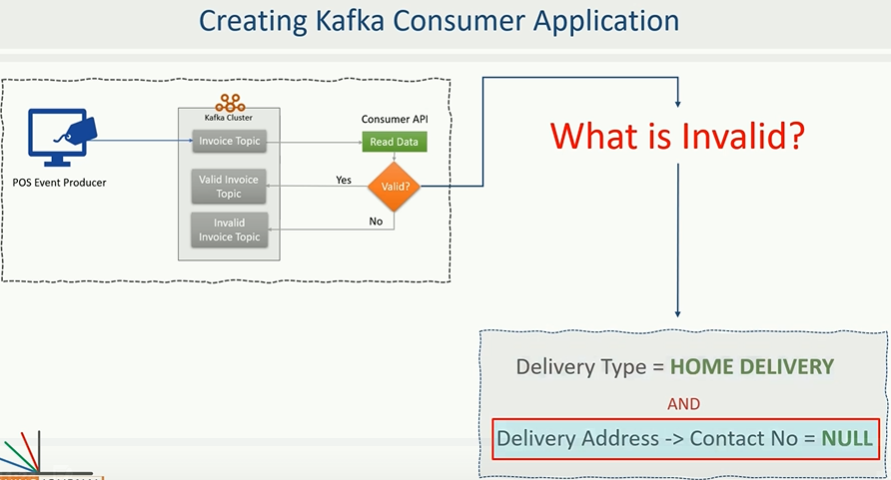 Creating Kafka Consumer Application
Kafka Cluster
Consumer API
Invoice Topic
Read Data
POS Event Producer
Valid Invoice
Topic
Yes
Valid?
Invalid
Invoice Topic
No
What is Invalid?
Delivery Type = HOME DELIVERY
AND
Delivery Address -> Contact No = NULL